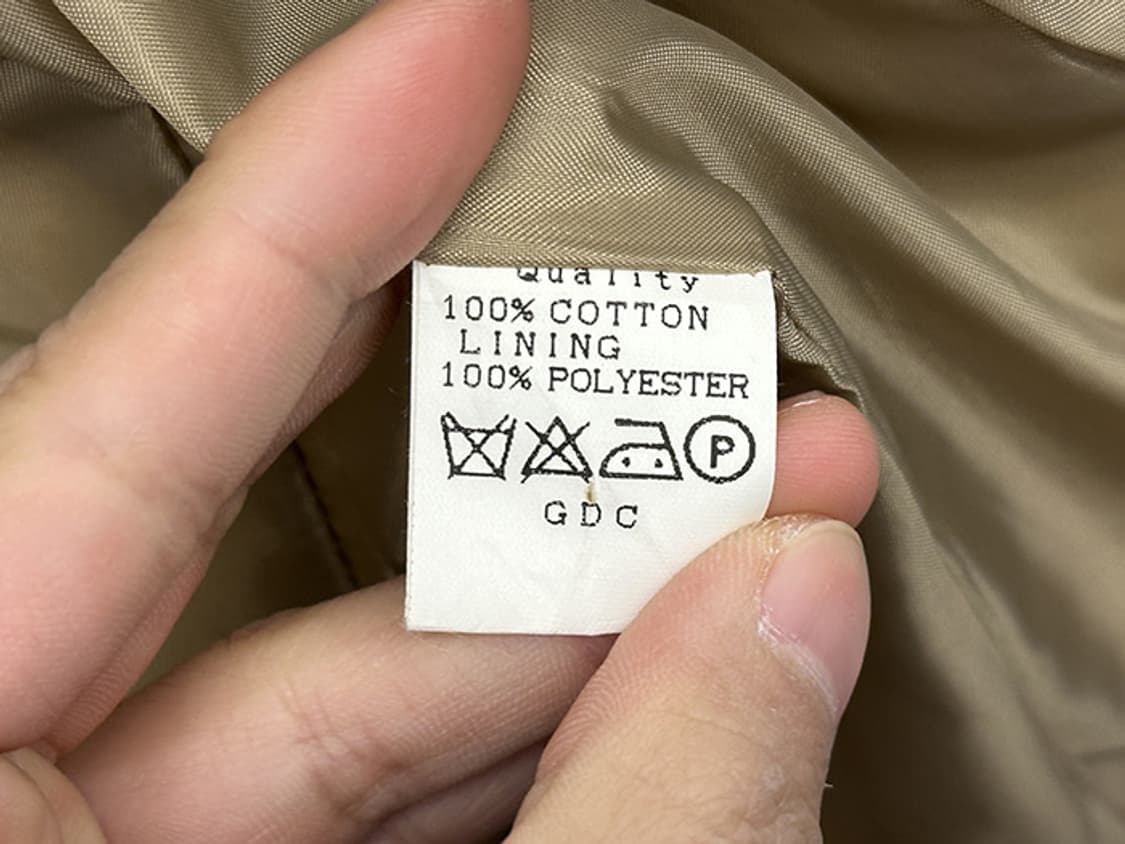 Quality
100% COTTON
LINING
100% POLYESTER
P
GDC